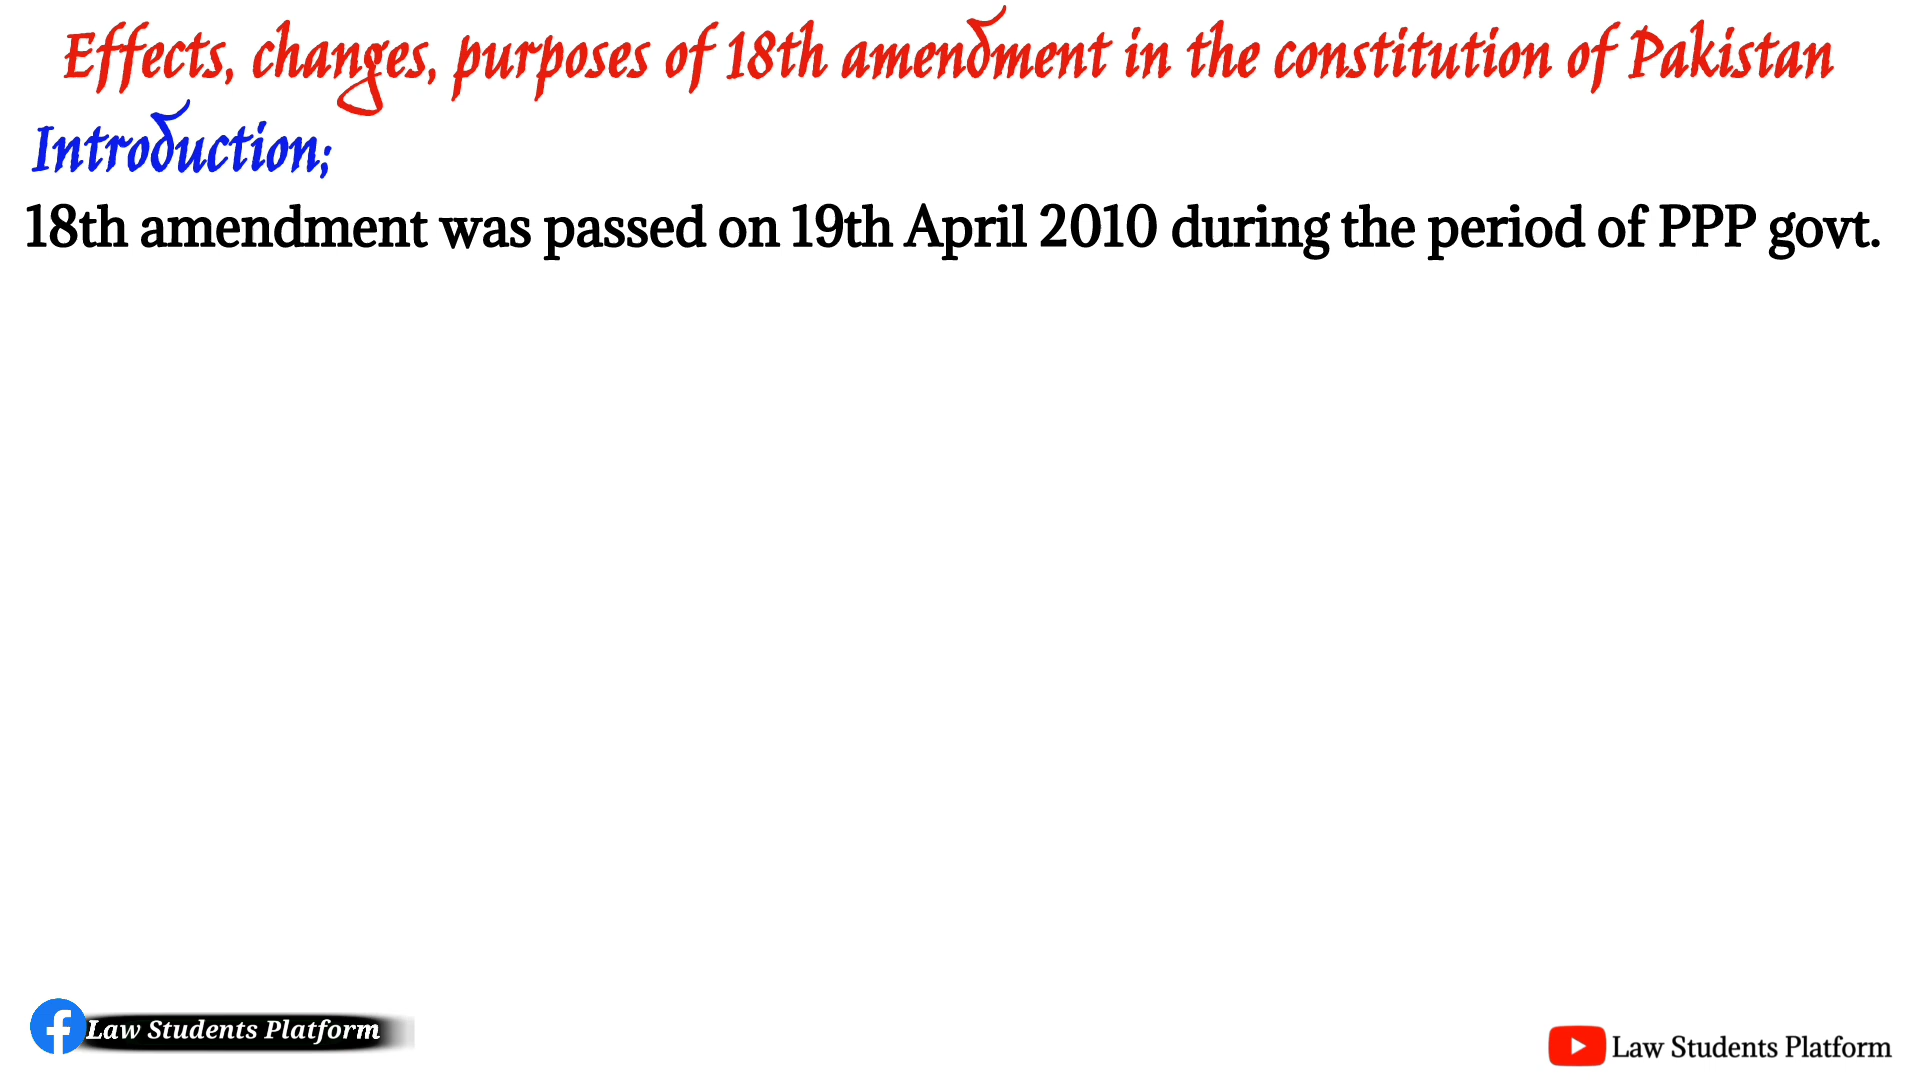 Effects, changes, purposes of 18th amendment in the constitution of Pakistan
Introduction;
18th amendment was passed on 19th April 2010 during the period of PPP govt.
Law Students Platform
Law Students Platform